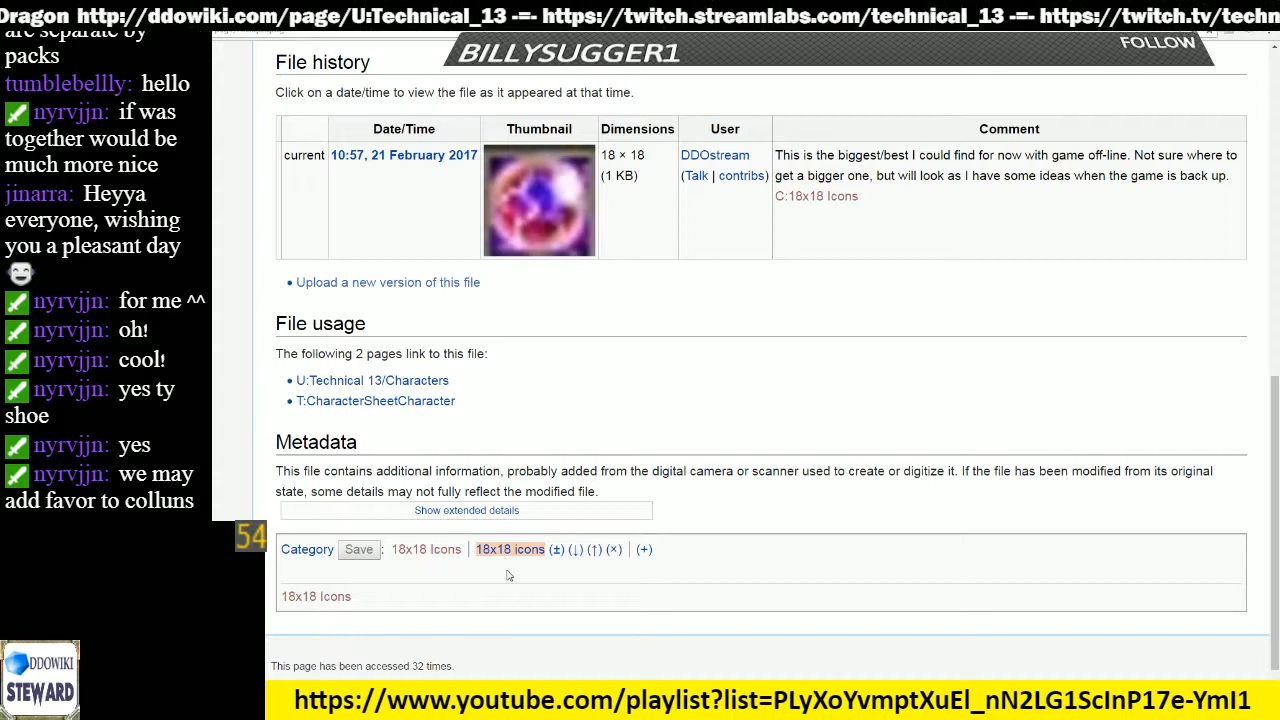 Dragon http://ddowiki.com/page/U:Technical_13 -=- https://twitch.streamlabs.com/technical_13 -=- https://twitch.tv/techn
are separate by
packs
tumblebellly: hello
nyrvjjn: if was
together would be
much more nice
jinarra: Heyya
everyone, wishing
you a pleasant day
nyrvjjn: for me ^^
nyrvjjn: oh!
nyrvjjn: cool!
nyrvjjn: yes ty
shoe
nyrvjjn: yes
nyrvjjn: we may
add favor to colluns
54
DDOWIKI
STEWARD
BILLYSUGGER1
FOLLOW
File history
Click on a date/time to view the file as it appeared at that time.
Date/Time Thumbnail Dimensions User Comment
current 10:57, 21 February 2017 18 × 18 DDOstream This is the biggest/best I could find for now with game off-line. Not sure where to
(1 KB) (Talk | contribs) get a bigger one, but will look as I have some ideas when the game is back up.
C:18x18 Icons
• Upload a new version of this file
File usage
The following 2 pages link to this file:
• U:Technical 13/Characters
• T:CharacterSheetCharacter
Metadata
This file contains additional information, probably added from the digital camera or scanner used to create or digitize it. If the file has been modified from its original
state, some details may not fully reflect the modified file.
Show extended details
Category Save : 18x18 Icons | 18x18 icons (±) (↓) (↑) (×) | (+)
18x18 Icons
This page has been accessed 32 times.
https://www.youtube.com/playlist?list=PLyXoYvmptXuEl_nN2LG1ScInP17e-YmI1